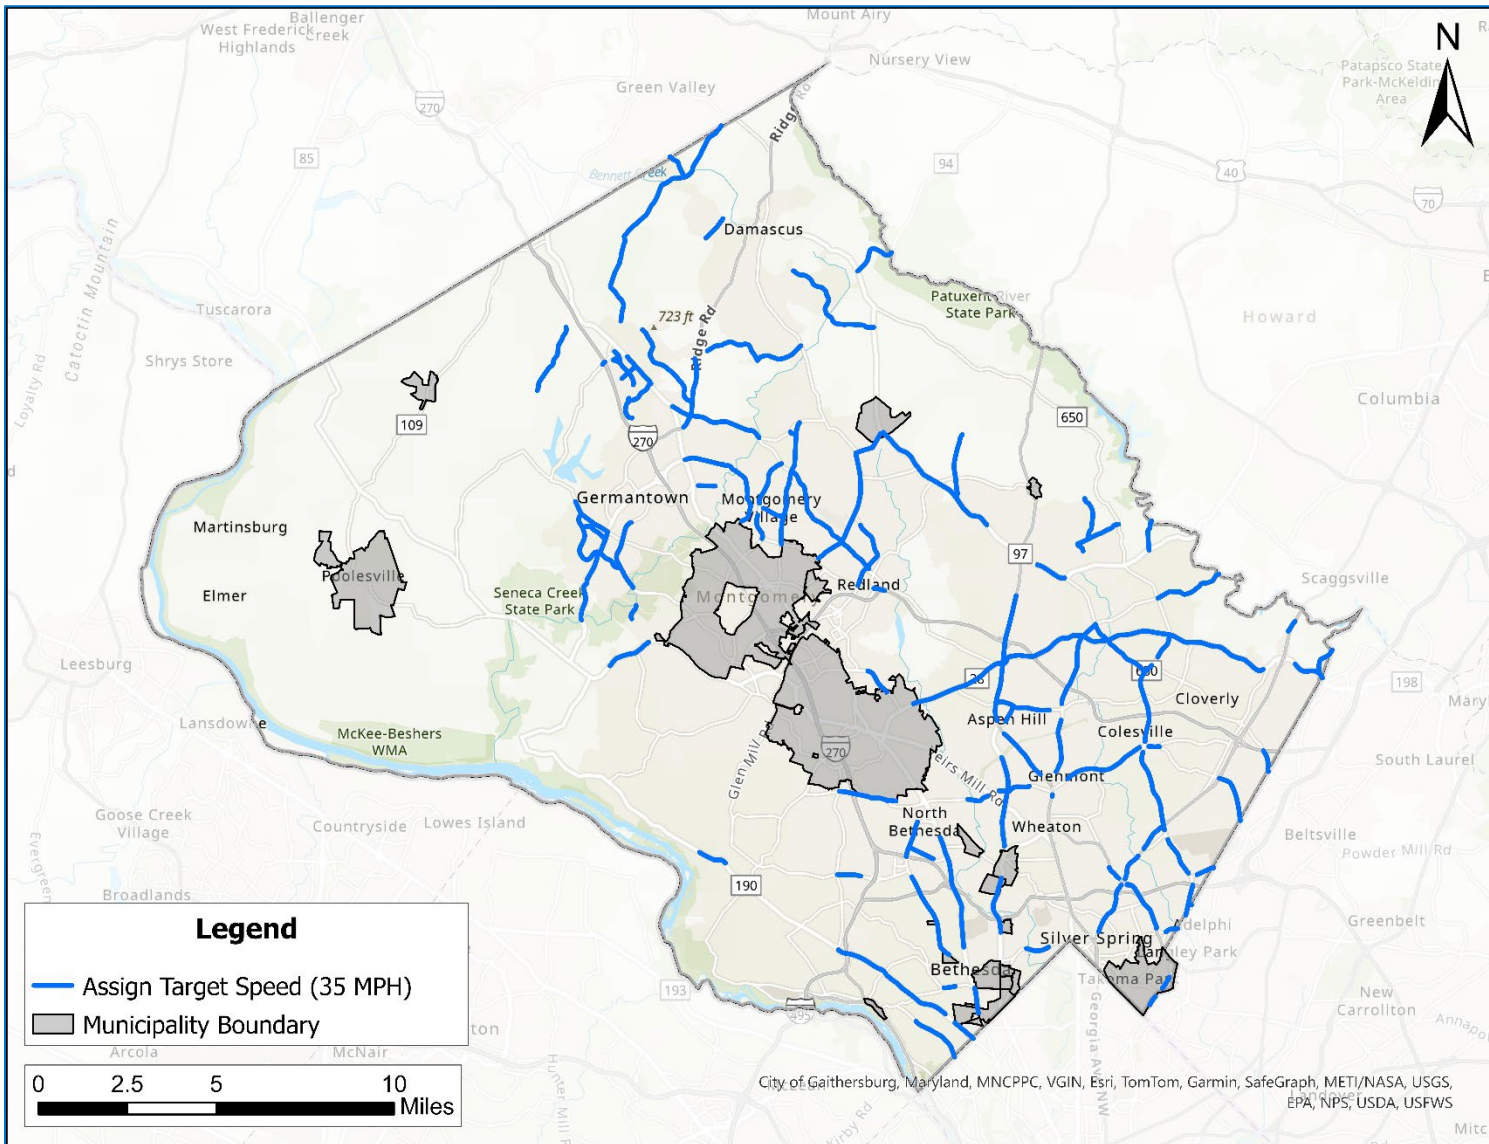 Ballenger
Creek
West Frederick
Highlands
Mount Airy
Nursery View
N
Patapsco State
Park-McKeldin
Area
Green Valley
270
Ridge Rd
85
Bennett Creek
94
40
70
Catoctin Mountain
Damascus
Tuscarora
Patuxent River
State Park
723 ft
Ridge Rd
Howard
Shrys Store
Loyalty Rd
Columbia
109
650
270
Germantown
Montgomery
Village
Martinsburg
97
Poolesville
Scaggsville
Elmer
Seneca Creek
State Park
Montgomery
Redland
Leesburg
28
650
198
Cloverly
Lansdowne
Aspen Hill
McKee-Beshers
WMA
Colesville
270
Glen Mill Rd
Veirs Mill Rd
South Laurel
Glenmont
Goose Creek
Village
Countryside
Lowes Island
North
Bethesda
Wheaton
Beltsville
Powder Mill Rd
Evergreen
190
Broadlands
Greenbelt
Adelphi
Legend
Silver Spring
Langley Park
Bethesda
Takoma Park
Assign Target Speed (35 MPH)
193
New
Carrollton
Municipality Boundary
495
Georgia Ave NW
Arcola
McNair
0 2.5 5 10
Miles
City of Gaithersburg, Maryland, MNCPPC, VGIN, Esri, TomTom, Garmin, SafeGraph, METI/NASA, USGS,
EPA, NPS, USDA, USFWS